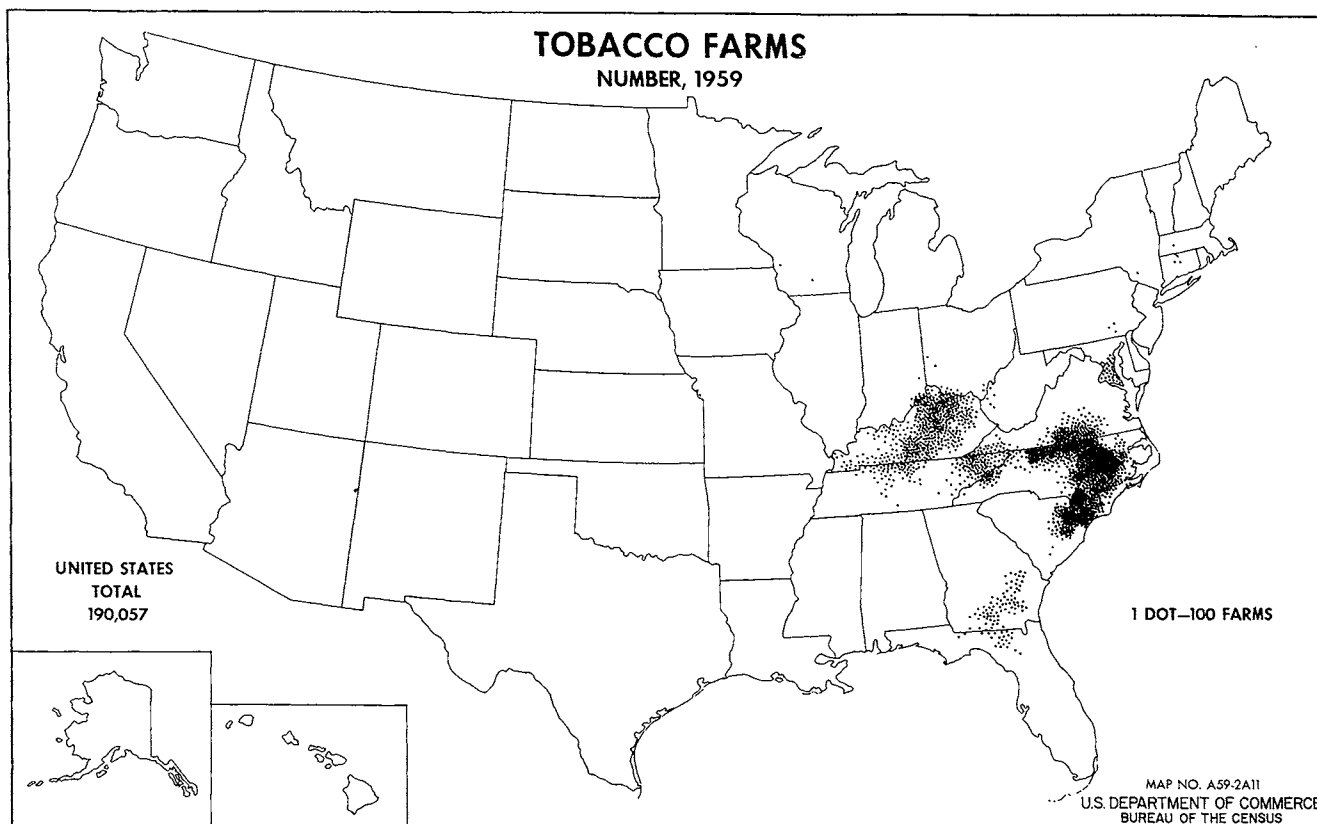 TOBACCO FARMS
NUMBER, 1959
UNITED STATES
TOTAL
190,057
1 DOT—100 FARMS
MAP NO. A59-2A11
U.S. DEPARTMENT OF COMMERCE
BUREAU OF THE CENSUS